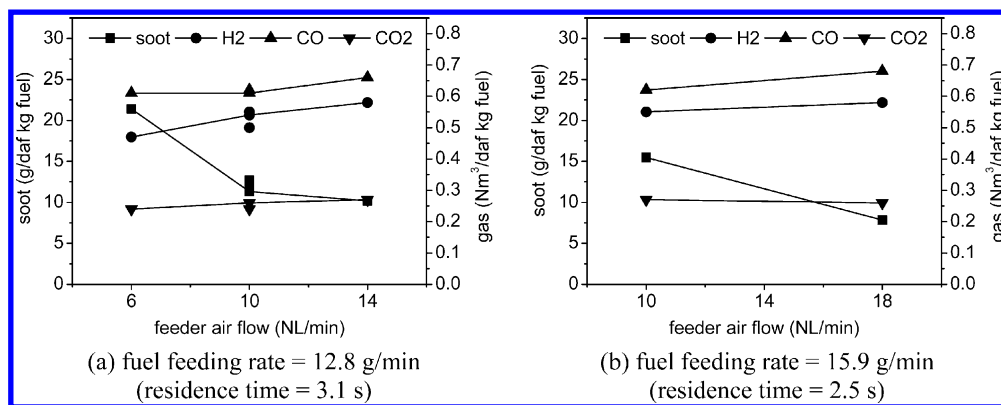 soot H2 CO CO2
30
25
20
15
10
5
0
soot (g/daf kg fuel)
0.8
0.7
0.6
0.5
0.4
0.3
0.2
0.1
0.0
gas (Nm³/daf kg fuel)
6 10 14
feeder air flow (NL/min)
(a) fuel feeding rate = 12.8 g/min
(residence time = 3.1 s)
soot H2 CO CO2
30
25
20
15
10
5
0
soot (g/daf kg fuel)
0.8
0.7
0.6
0.5
0.4
0.3
0.2
0.1
0.0
gas (Nm³/daf kg fuel)
10 14 18
feeder air flow (NL/min)
(b) fuel feeding rate = 15.9 g/min
(residence time = 2.5 s)